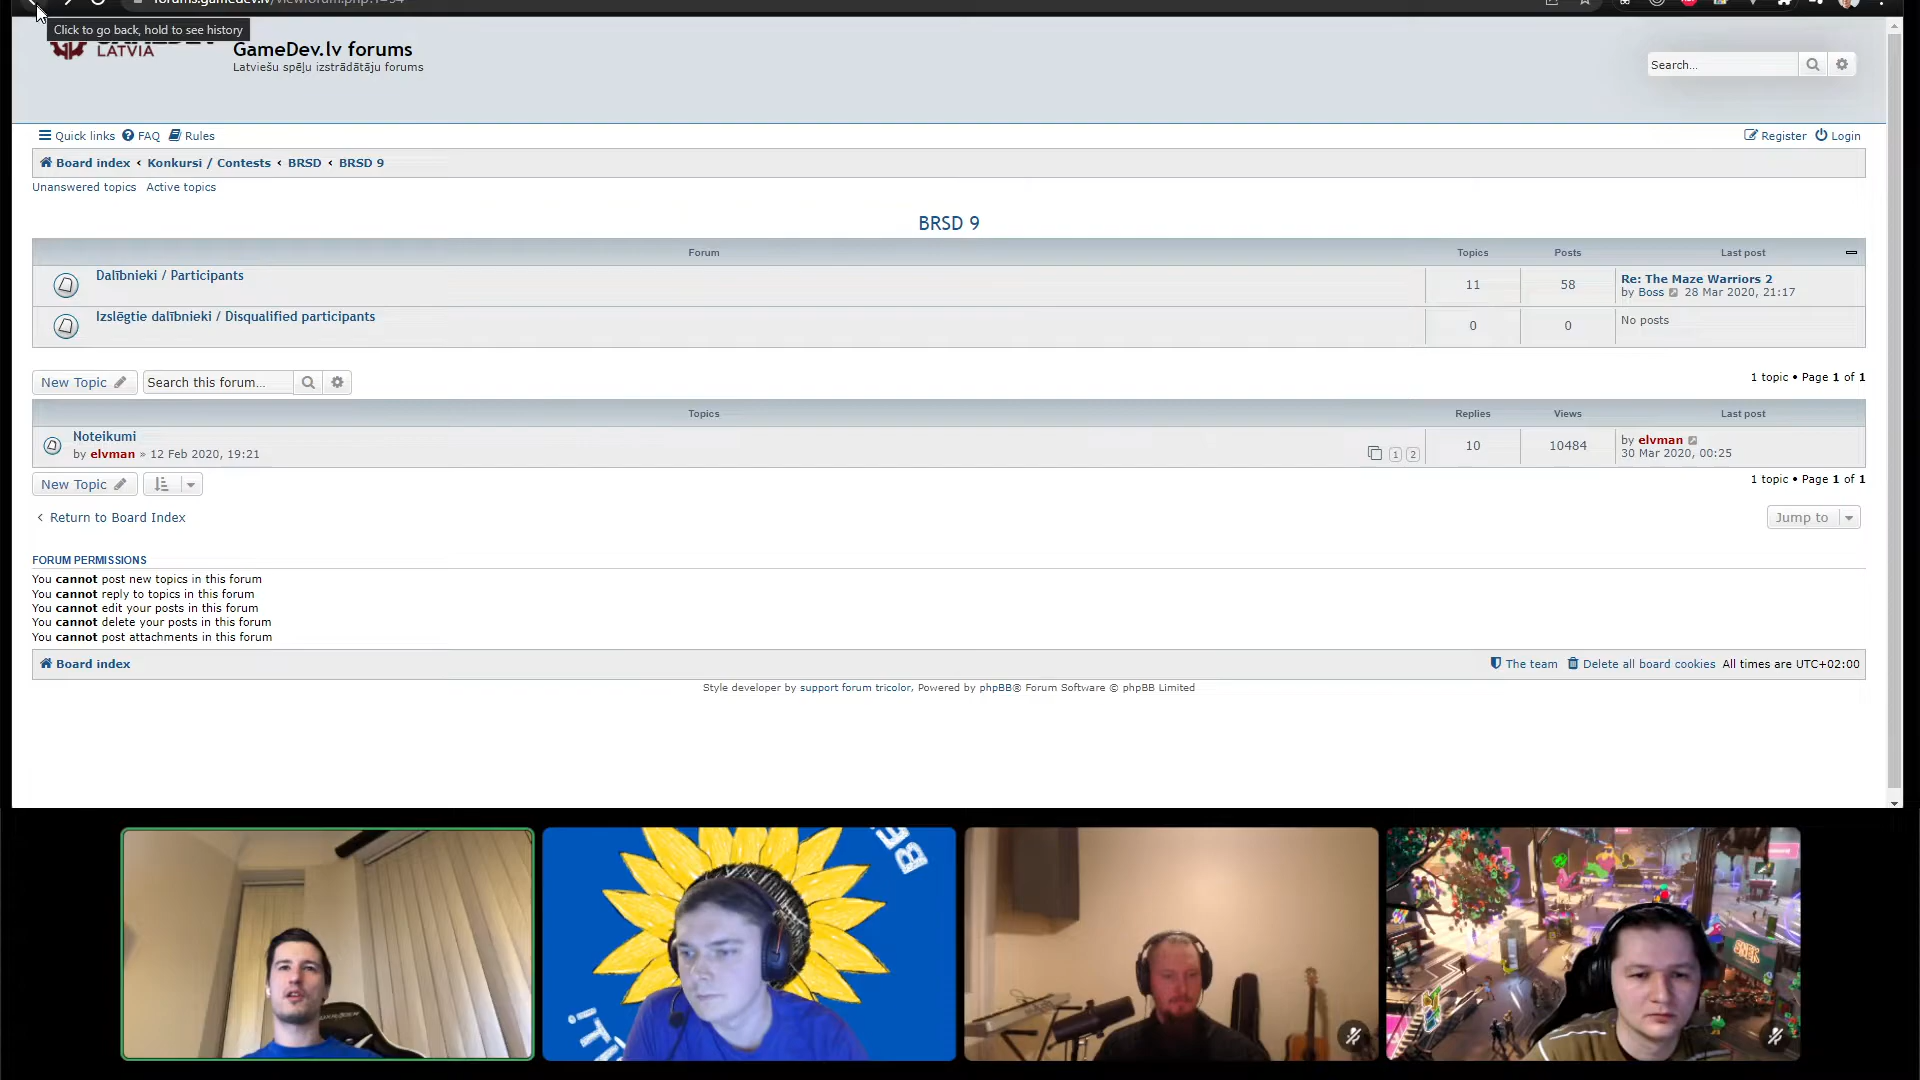 forums.gamedev.lv/viewforum.php?f=54
Click to go back, hold to see history
LATVIA
GameDev.lv forums
Latviešu spēļu izstrādātāju forums
Search...
Quick links FAQ Rules
Register Login
Board index ‹ Konkursi / Contests ‹ BRSD ‹ BRSD 9
Unanswered topics Active topics
BRSD 9
Forum Topics Posts Last post
Dalībnieki / Participants 11 58 Re: The Maze Warriors 2
by Boss 28 Mar 2020, 21:17
Izslēgtie dalībnieki / Disqualified participants 0 0 No posts
New Topic Search this forum...
1 topic • Page 1 of 1
Topics Replies Views Last post
Noteikumi
by elvman » 12 Feb 2020, 19:21
1 2
10 10484 by elvman
30 Mar 2020, 00:25
New Topic
1 topic • Page 1 of 1
‹ Return to Board Index
Jump to
FORUM PERMISSIONS
You cannot post new topics in this forum
You cannot reply to topics in this forum
You cannot edit your posts in this forum
You cannot delete your posts in this forum
You cannot post attachments in this forum
Board index
The team Delete all board cookies All times are UTC+02:00
Style developer by support forum tricolor, Powered by phpBB® Forum Software © phpBB Limited
SNEK